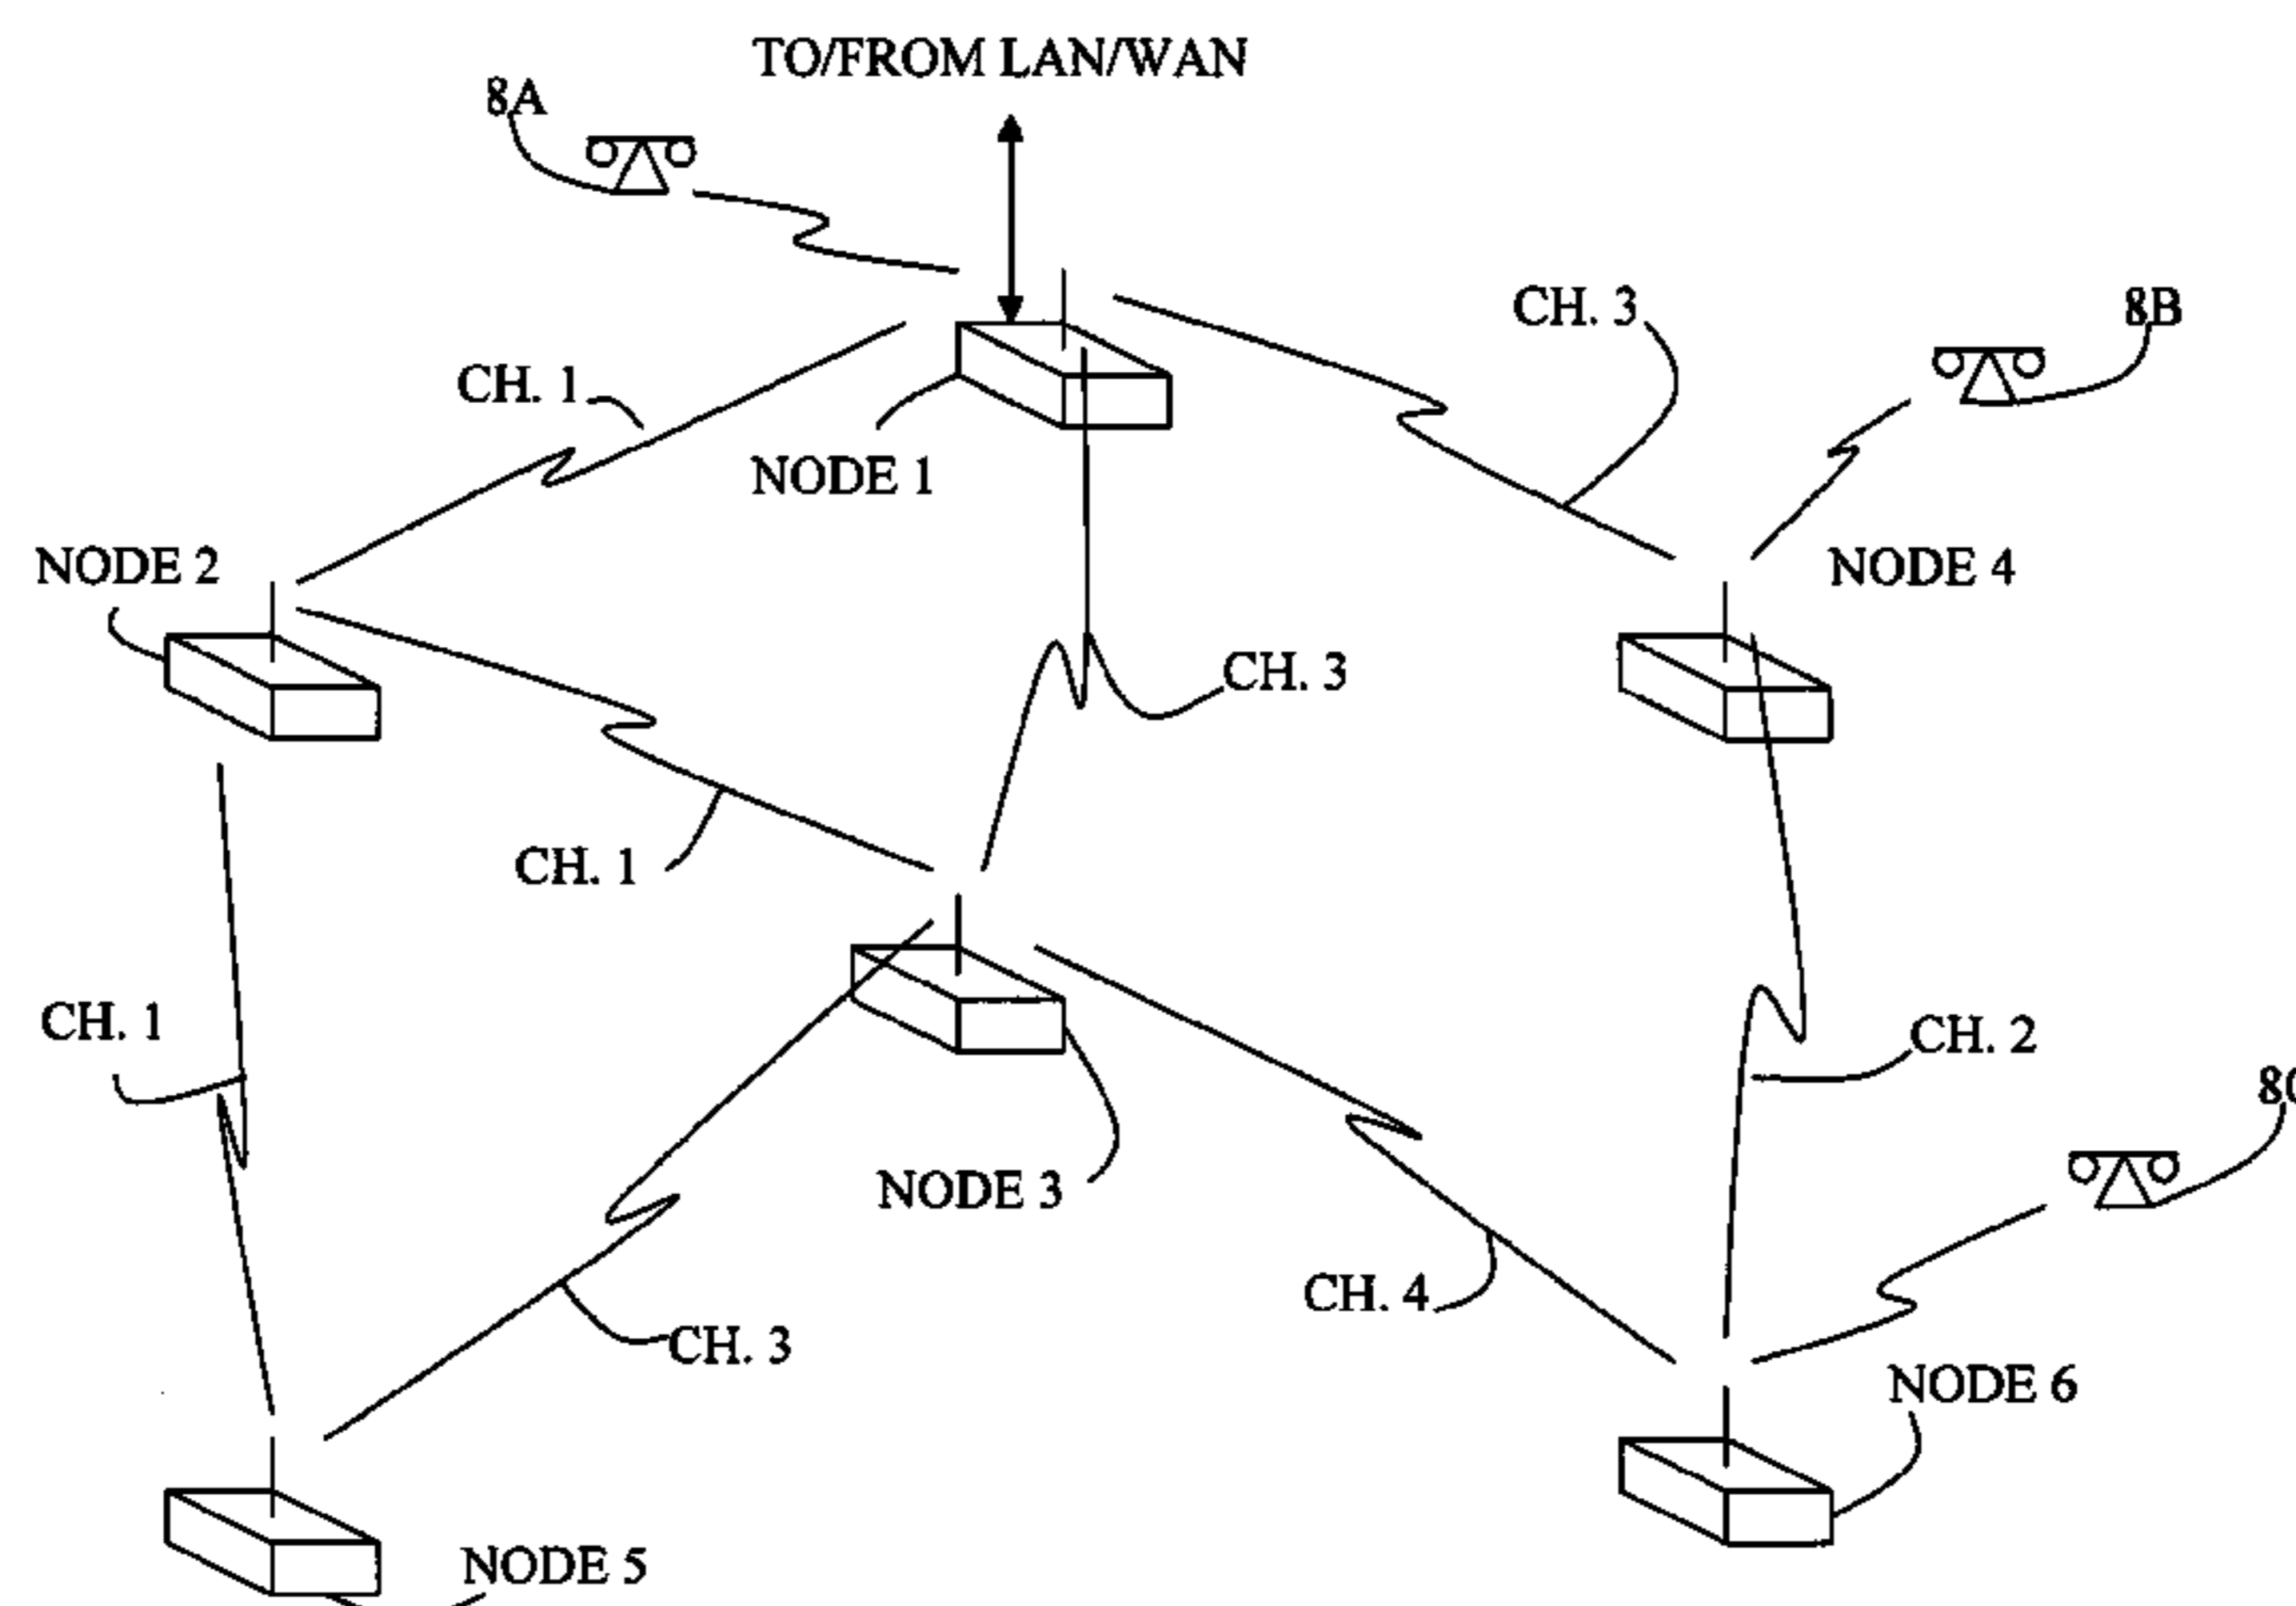 TO/FROM LAN/WAN
8A
CH. 3
8B
CH. 1
NODE 1
NODE 2
NODE 4
CH. 3
CH. 1
CH. 1
CH. 2
NODE 3
CH. 4
CH. 3
NODE 6
NODE 5